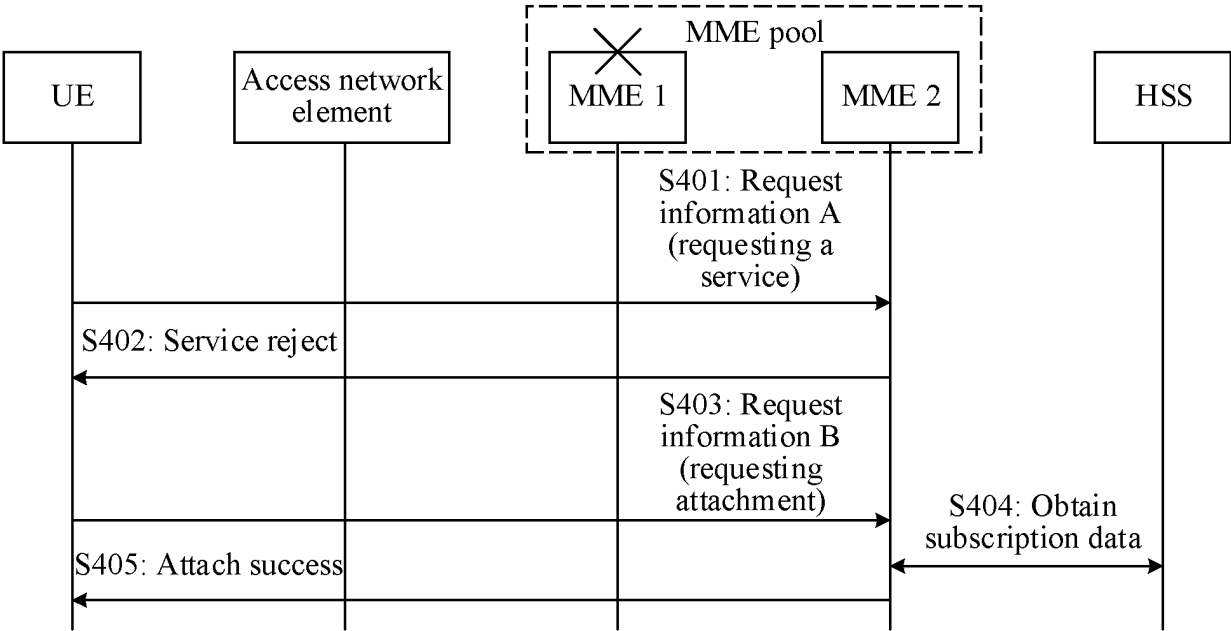 MME pool
UE
Access network
element
MME 1
MME 2
HSS
S401: Request
information A
(requesting a
service)
S402: Service reject
S403: Request
information B
(requesting
attachment)
S404: Obtain
subscription data
S405: Attach success